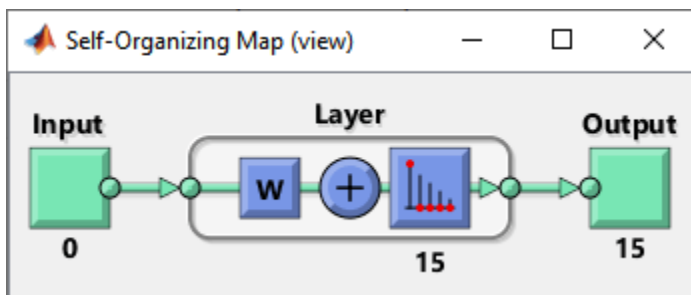 Self-Organizing Map (view)
Layer
Input
Output
W
0
15
15